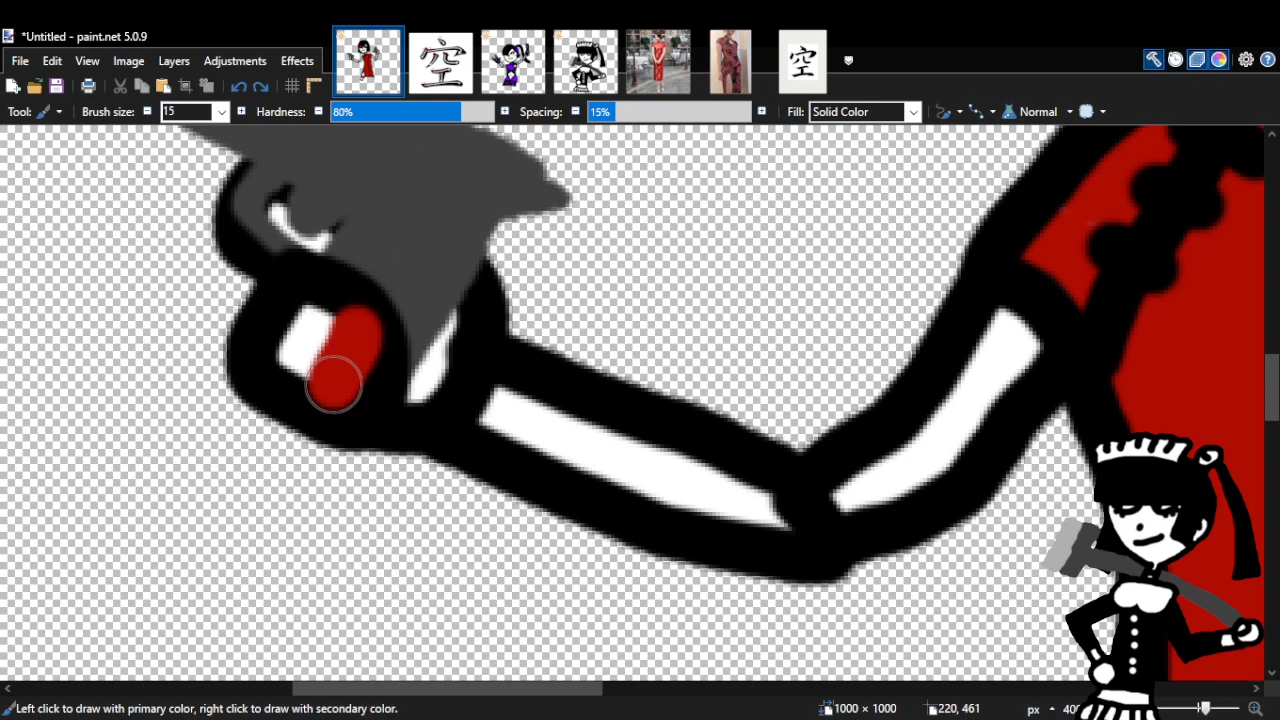 *Untitled - paint.net 5.0.9
File Edit View Image Layers Adjustments Effects
空
空
Tool: Brush size: 15 Hardness: 80% Spacing: 15% Fill: Solid Color Normal
Left click to draw with primary color, right click to draw with secondary color. 1000 × 1000 220, 461 px